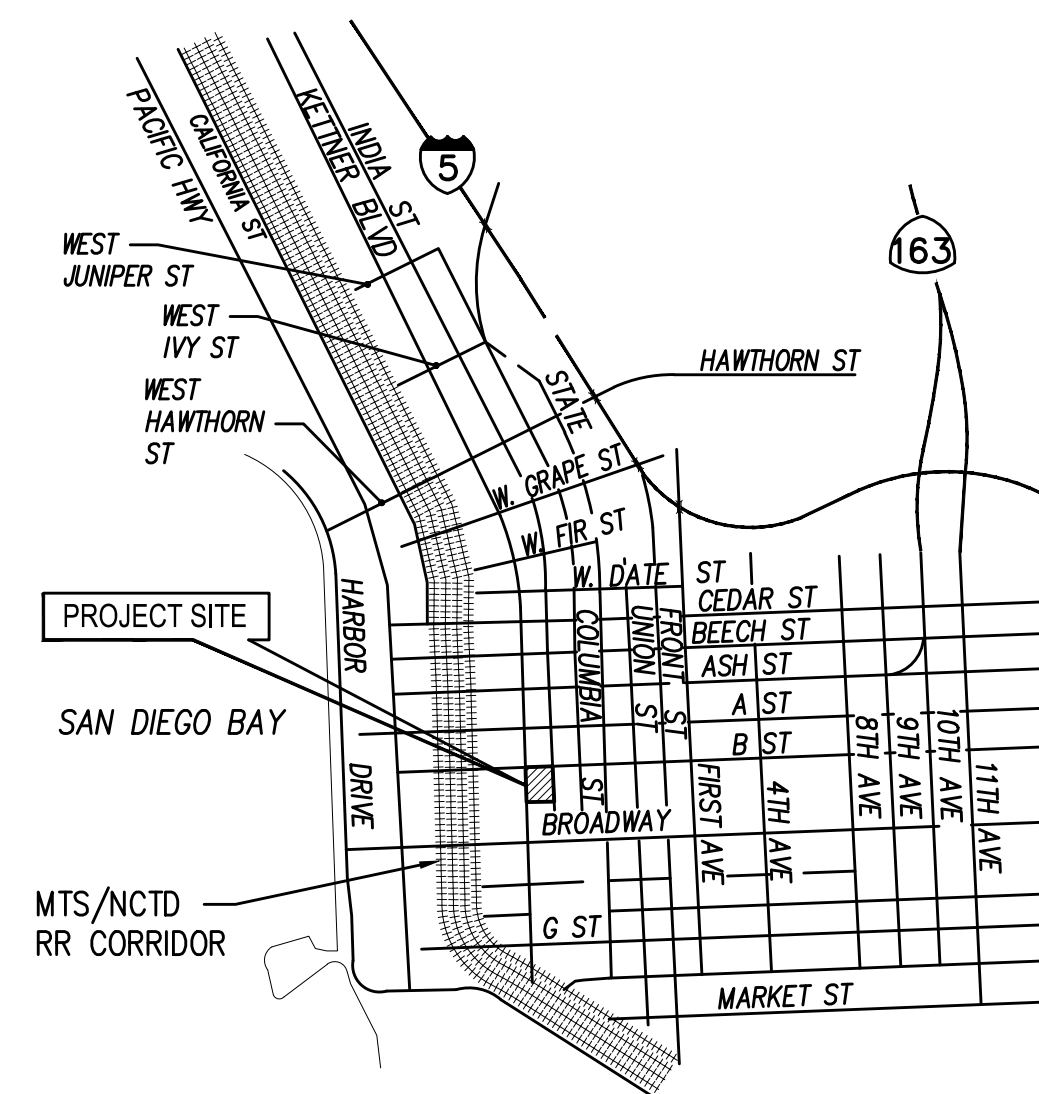 PACIFIC HWY
CALIFORNIA ST
KETTNER BLVD
INDIA ST
5
163
WEST
JUNIPER ST
WEST
IVY ST
WEST
HAWTHORN
ST
HAWTHORN ST
STATE
W. GRAPE ST
W. FIR ST
W. DATE ST
CEDAR ST
BEECH ST
ASH ST
A ST
B ST
HARBOR DRIVE
PROJECT SITE
SAN DIEGO BAY
COLUMBIA ST
UNION ST
FRONT ST
FIRST AVE
4TH AVE
8TH AVE
9TH AVE
10TH AVE
11TH AVE
BROADWAY
MTS/NCTD
RR CORRIDOR
G ST
MARKET ST